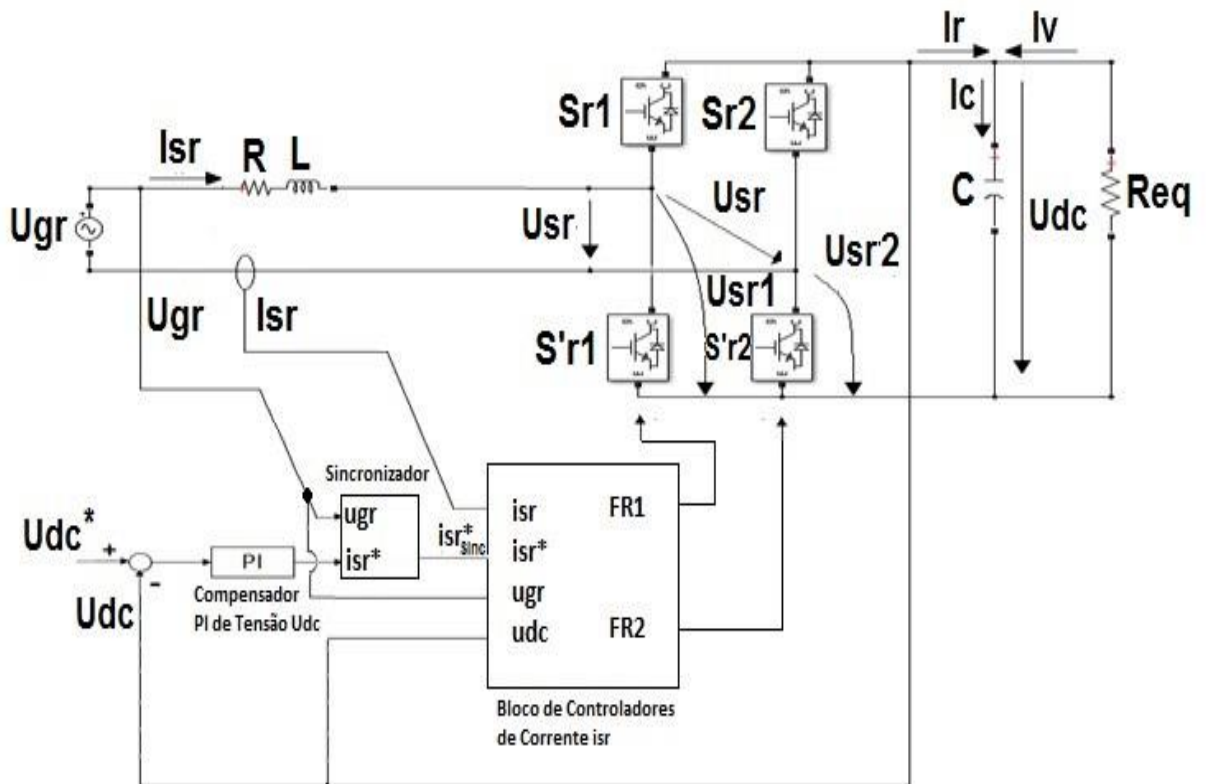 Ir Iv
Sr1 Sr2 Ic
Isr R L
Ugr Usr Usr C Udc Req
Usr2
Usr1
Ugr Isr
S'r1 S'r2
Sincronizador
ugr isr FR1
Udc* + isr* isr*Sinc isr*
PI
- ugr
Udc Compensador udc FR2
PI de Tensão Udc
Bloco de Controladores
de Corrente isr